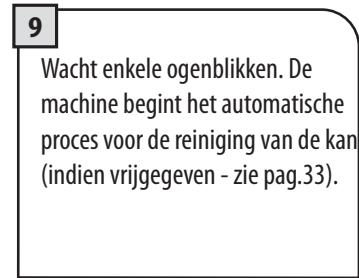 9
Wacht enkele ogenblikken. De
machine begint het automatische
proces voor de reiniging van de kan
(indien vrijgegeven - zie pag.33).